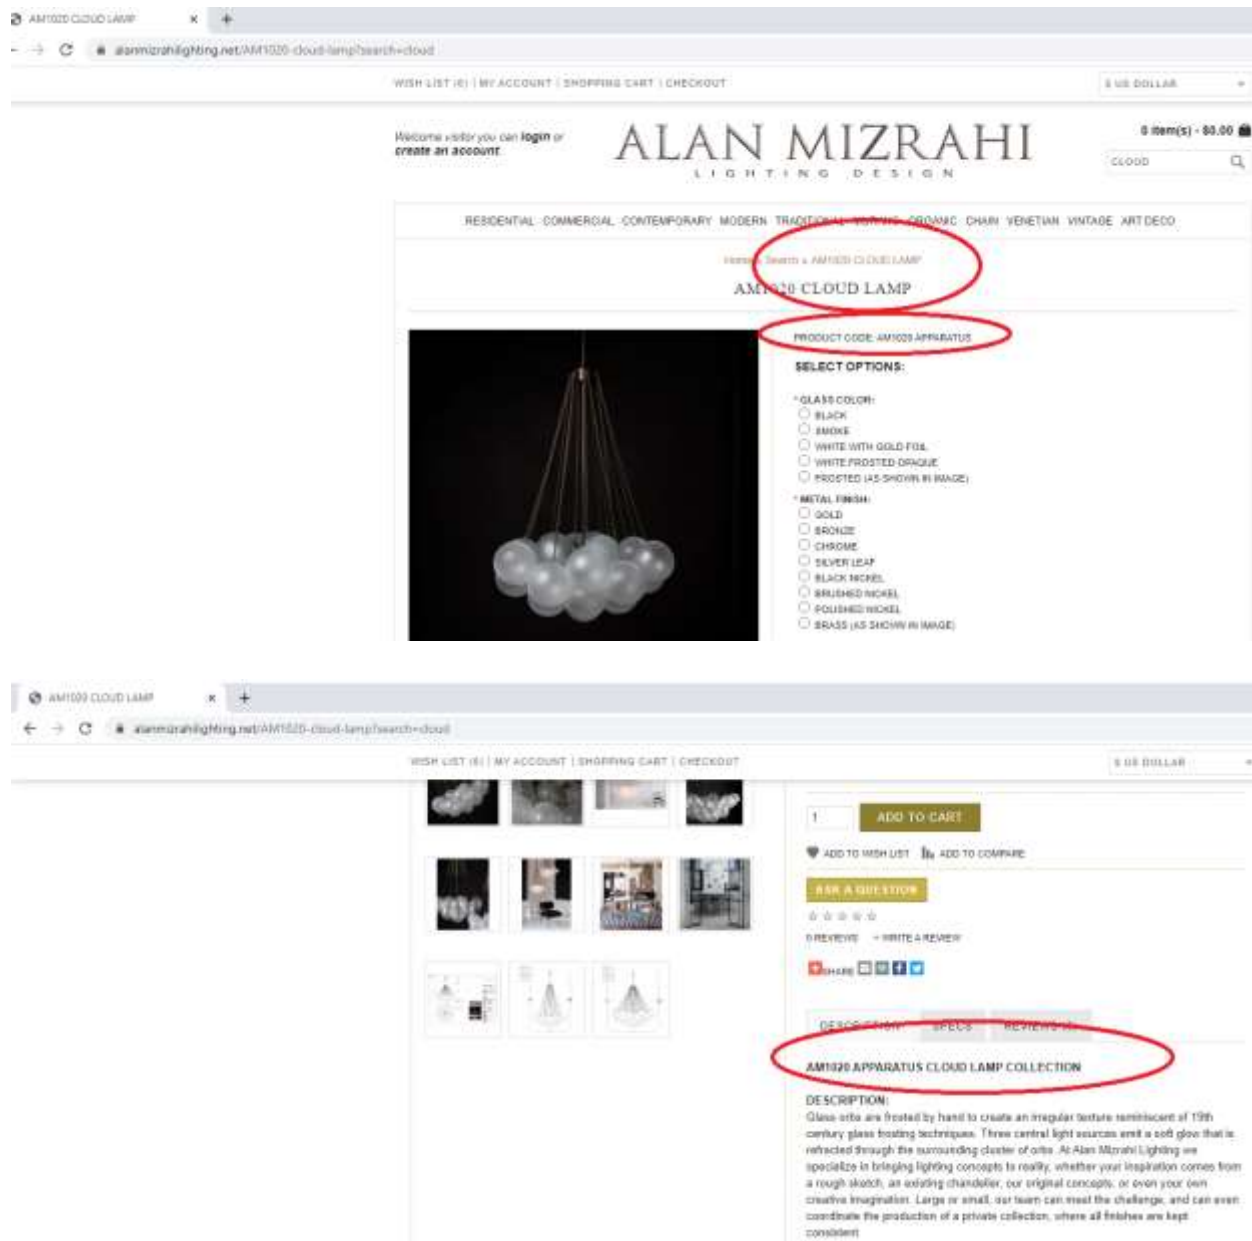 AM1020 CLOUD LAMP × +
← → C alanmizrahilighting.net/AM1020-cloud-lamp?search=cloud
WISH LIST (6) | MY ACCOUNT | SHOPPING CART | CHECKOUT
$ US DOLLAR
Welcome visitor you can login or
create an account.
ALAN MIZRAHI
LIGHTING DESIGN
0 item(s) - $0.00
CLOUD
RESIDENTIAL COMMERCIAL CONTEMPORARY MODERN TRADITIONAL ORGANIC CHAIN VENETIAN VINTAGE ART DECO
Home » Search » AM1020 CLOUD LAMP
AM1020 CLOUD LAMP
PRODUCT CODE: AM1020 APPARATUS
SELECT OPTIONS:
* GLASS COLOR:
BLACK
SMOKE
WHITE WITH GOLD FOIL
WHITE FROSTED OPAQUE
FROSTED (AS SHOWN IN IMAGE)
* METAL FINISH:
GOLD
BRONZE
CHROME
SILVER LEAF
BLACK NICKEL
BRUSHED NICKEL
POLISHED NICKEL
BRASS (AS SHOWN IN IMAGE)
AM1020 CLOUD LAMP × +
← → C alanmizrahilighting.net/AM1020-cloud-lamp?search=cloud
WISH LIST (6) | MY ACCOUNT | SHOPPING CART | CHECKOUT
$ US DOLLAR
1 ADD TO CART
ADD TO WISH LIST ADD TO COMPARE
ASK A QUESTION
0 REVIEWS + WRITE A REVIEW
SHARE
DESCRIPTION SPECS REVIEWS
AM1020 APPARATUS CLOUD LAMP COLLECTION
DESCRIPTION:
Glass orbs are frosted by hand to create an irregular texture reminiscent of 19th
century glass frosting techniques. Three central light sources emit a soft glow that is
refracted through the surrounding cluster of orbs. At Alan Mizrahi Lighting we
specialize in bringing lighting concepts to reality, whether your inspiration comes from
a rough sketch, an existing chandelier, our original concepts, or even your own
creative imagination. Large or small, our team can meet the challenge, and can even
coordinate the production of a private collection, where all finishes are kept
consistent